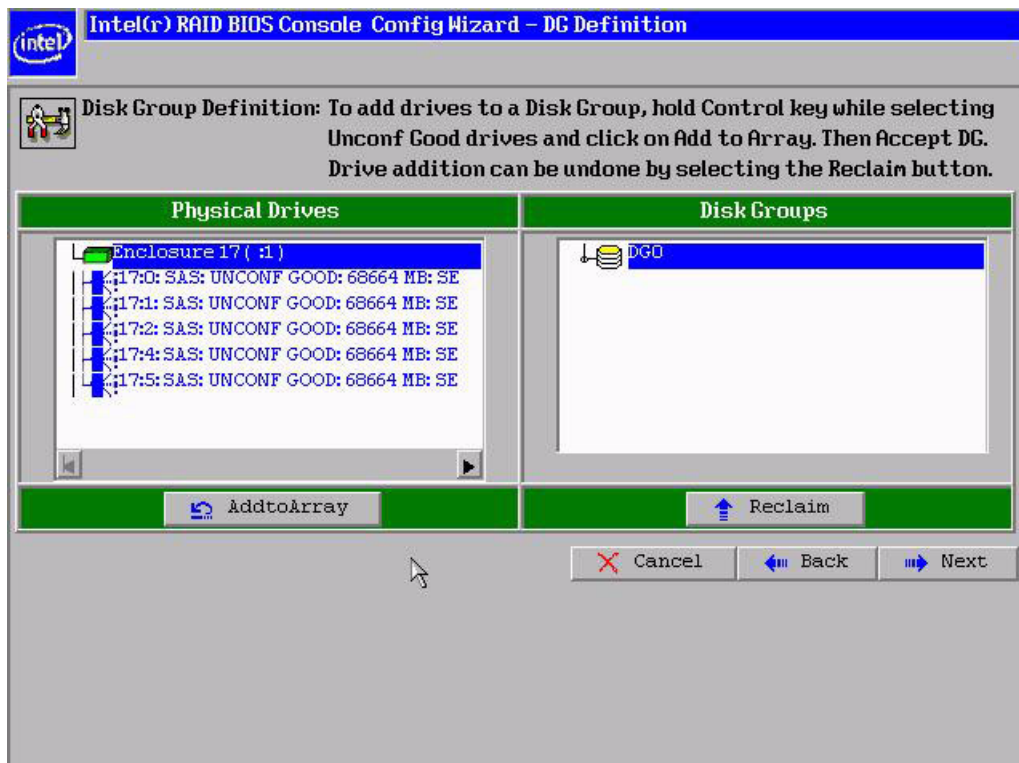 intel
Intel(r) RAID BIOS Console Config Wizard – DG Definition
Disk Group Definition: To add drives to a Disk Group, hold Control key while selecting
Unconf Good drives and click on Add to Array. Then Accept DG.
Drive addition can be undone by selecting the Reclaim button.
Physical Drives
Enclosure 17 ( :1)
17:0: SAS: UNCONF GOOD: 68664 MB: SE
17:1: SAS: UNCONF GOOD: 68664 MB: SE
17:2: SAS: UNCONF GOOD: 68664 MB: SE
17:4: SAS: UNCONF GOOD: 68664 MB: SE
17:5: SAS: UNCONF GOOD: 68664 MB: SE
AddtoArray
Disk Groups
DG0
Reclaim
Cancel
Back
Next